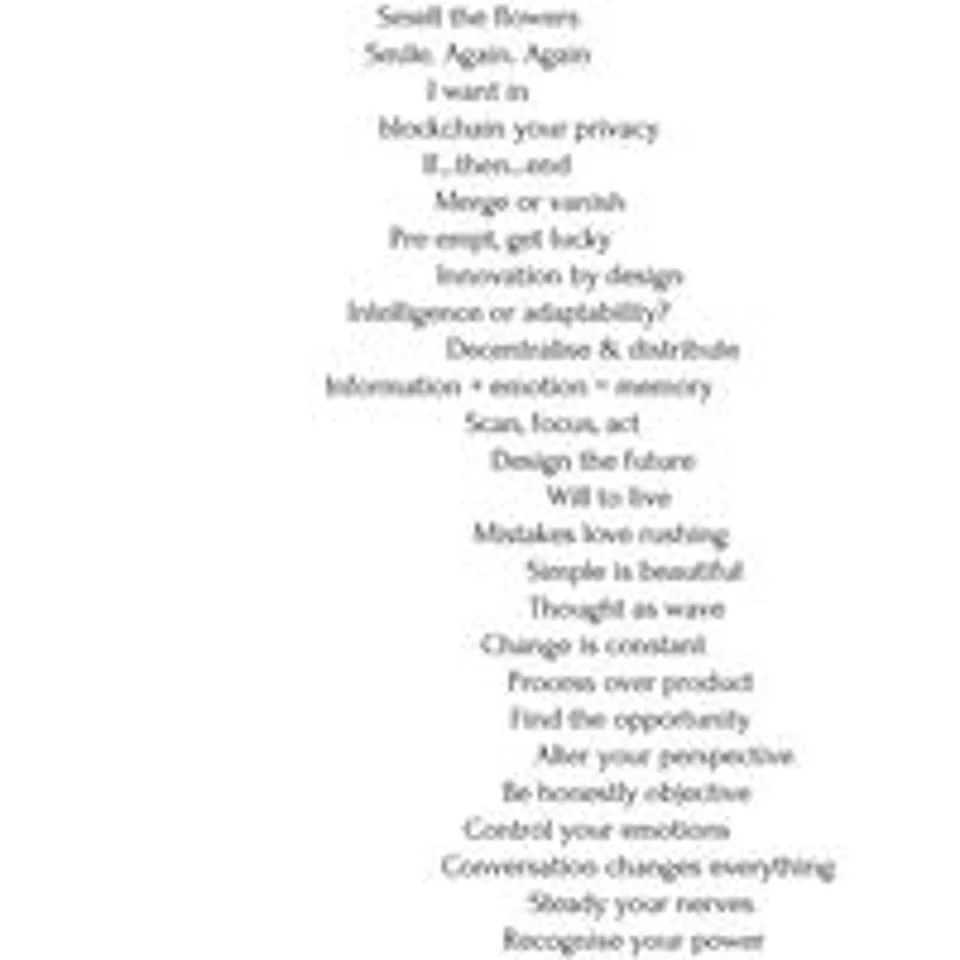 Smell the flowers
Smile. Again. Again
I want in
blockchain your privacy
If...then...end
Merge or vanish
Pre-empt, get lucky
Innovation by design
Intelligence or adaptability?
Decentralise & distribute
Information + emotion = memory
Scan, focus, act
Design the future
Will to live
Mistakes love rushing
Simple is beautiful
Thought as wave
Change is constant
Process over product
Find the opportunity
Alter your perspective
Be honestly objective
Control your emotions
Conversation changes everything
Steady your nerves
Recognise your power